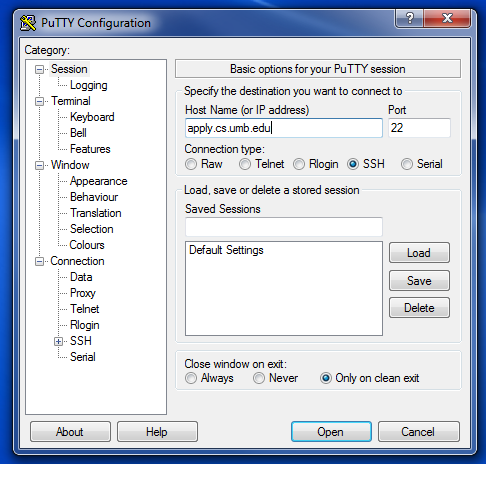 PuTTY Configuration
Category:
Session
Logging
Terminal
Keyboard
Bell
Features
Window
Appearance
Behaviour
Translation
Selection
Colours
Connection
Data
Proxy
Telnet
Rlogin
SSH
Serial
Basic options for your PuTTY session
Specify the destination you want to connect to
Host Name (or IP address) Port
apply.cs.umb.edu 22
Connection type:
Raw Telnet Rlogin SSH Serial
Load, save or delete a stored session
Saved Sessions
Default Settings
Load
Save
Delete
Close window on exit:
Always Never Only on clean exit
About Help Open Cancel